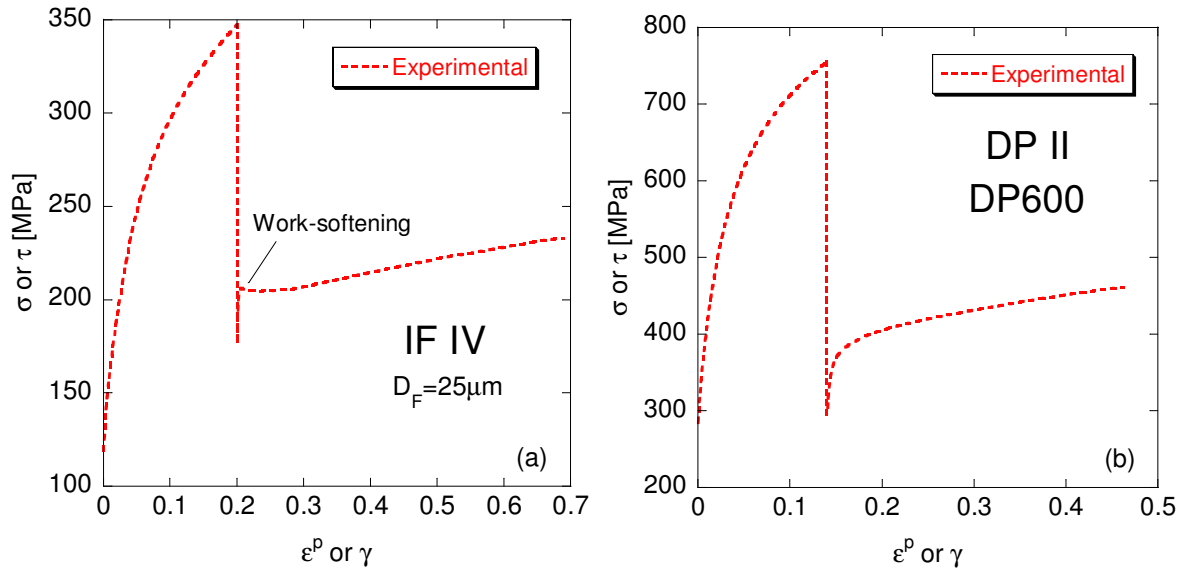 350
300
250
200
150
100
σ or τ [MPa]
Experimental
Work-softening
IF IV
D_F=25μm
(a)
0 0.1 0.2 0.3 0.4 0.5 0.6 0.7
ε^p or γ
800
700
600
500
400
300
200
σ or τ [MPa]
Experimental
DP II
DP600
(b)
0 0.1 0.2 0.3 0.4 0.5
ε^p or γ